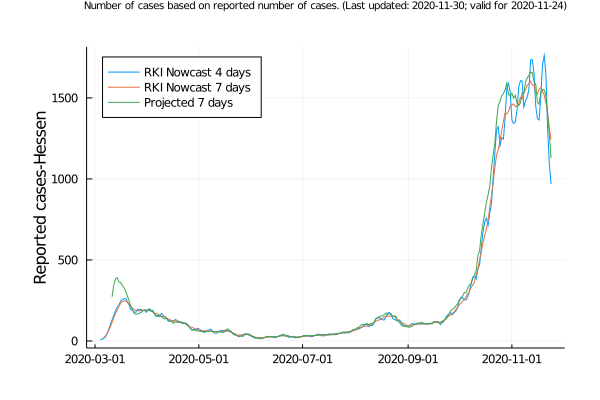 Number of cases based on reported number of cases. (Last updated: 2020-11-30; valid for 2020-11-24)
RKI Nowcast 4 days
RKI Nowcast 7 days
Projected 7 days
Reported cases-Hessen
1500
1000
500
0
2020-03-01 2020-05-01 2020-07-01 2020-09-01 2020-11-01